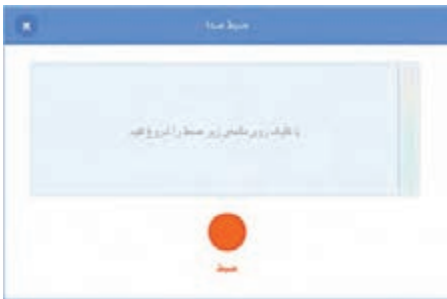 ضبط صدا
با کلیک روی دکمه‌ی زیر ضبط را شروع کنید
ضبط